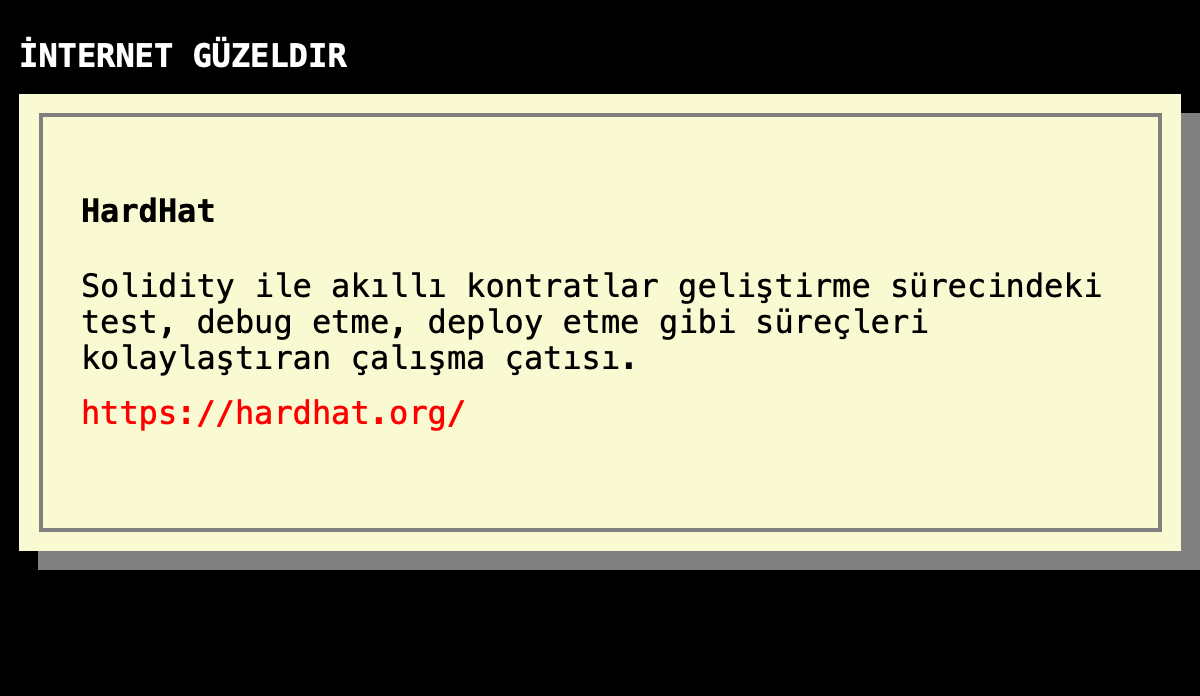 İNTERNET GÜZELDIR
HardHat
Solidity ile akıllı kontratlar geliştirme sürecindeki
test, debug etme, deploy etme gibi süreçleri
kolaylaştıran çalışma çatısı.
https://hardhat.org/